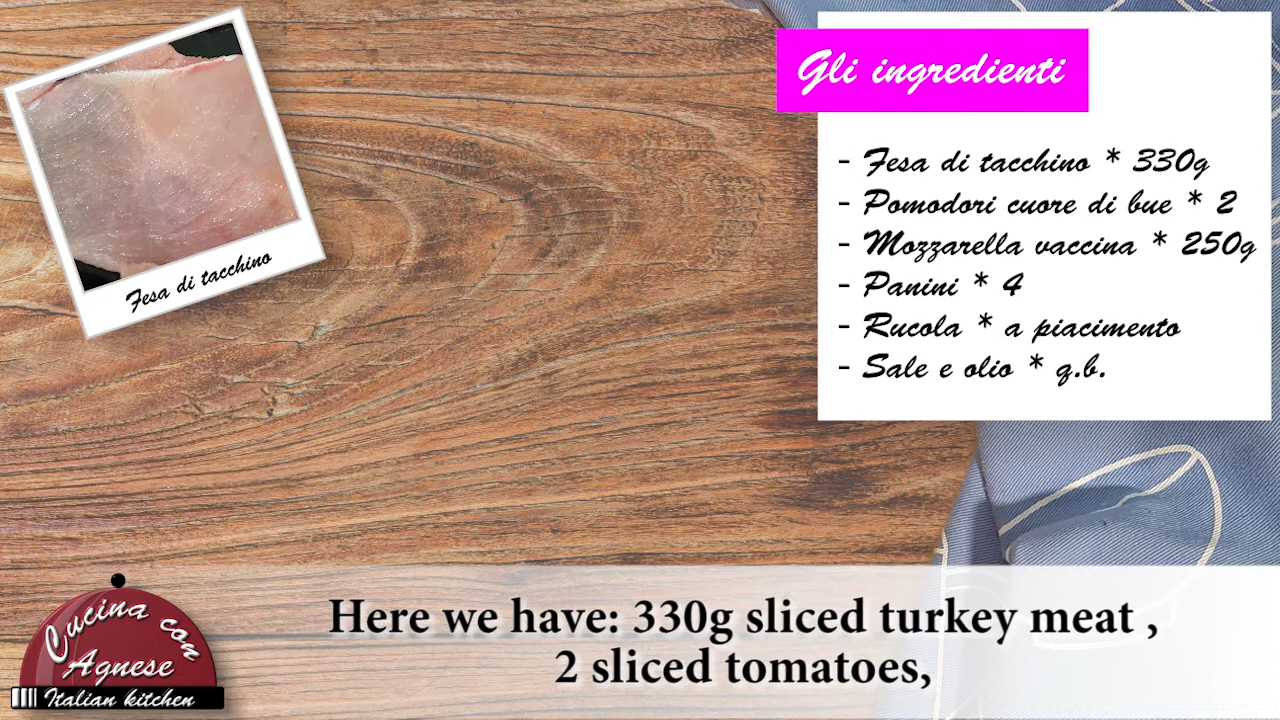 Gli ingredienti
- Fesa di tacchino * 330g
- Pomodori cuore di bue * 2
- Mozzarella vaccina * 250g
- Panini * 4
- Rucola * a piacimento
- Sale e olio * q.b.
Fesa di tacchino
Here we have: 330g sliced turkey meat ,
2 sliced tomatoes,
Cucina con
Agnese
Italian kitchen